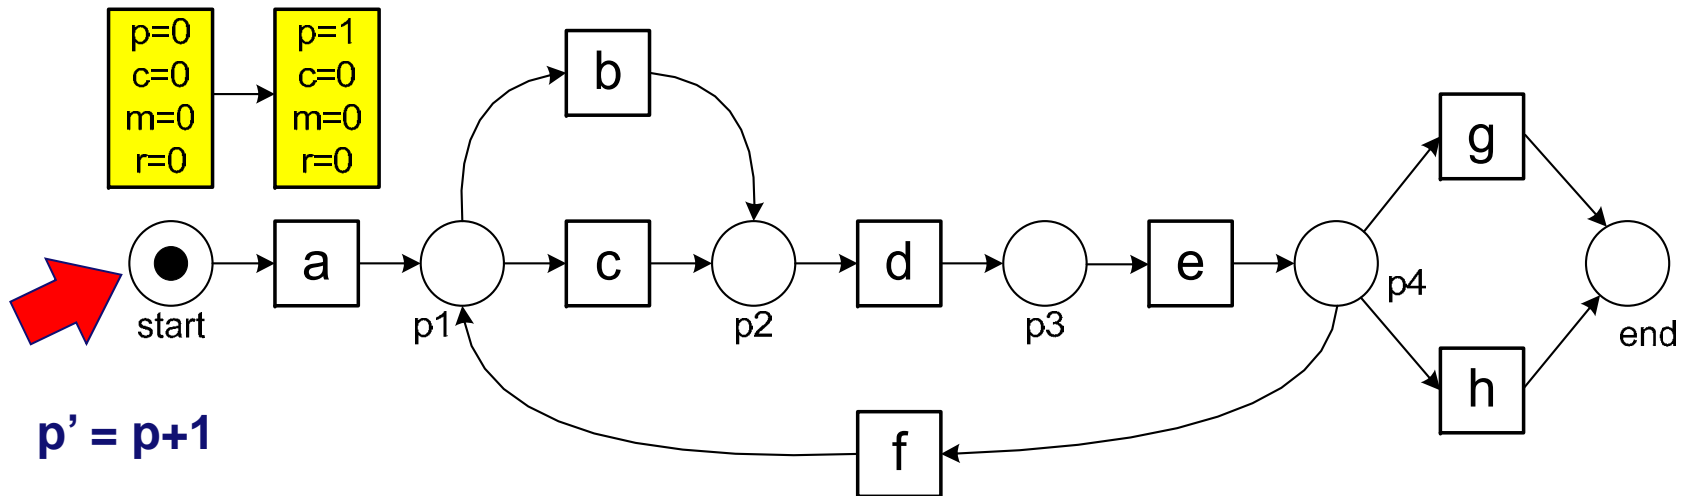 p=0
c=0
m=0
r=0
p=1
c=0
m=0
r=0
b
g
a
c
d
e
start
p1
p2
p3
p4
end
h
f
p’ = p+1